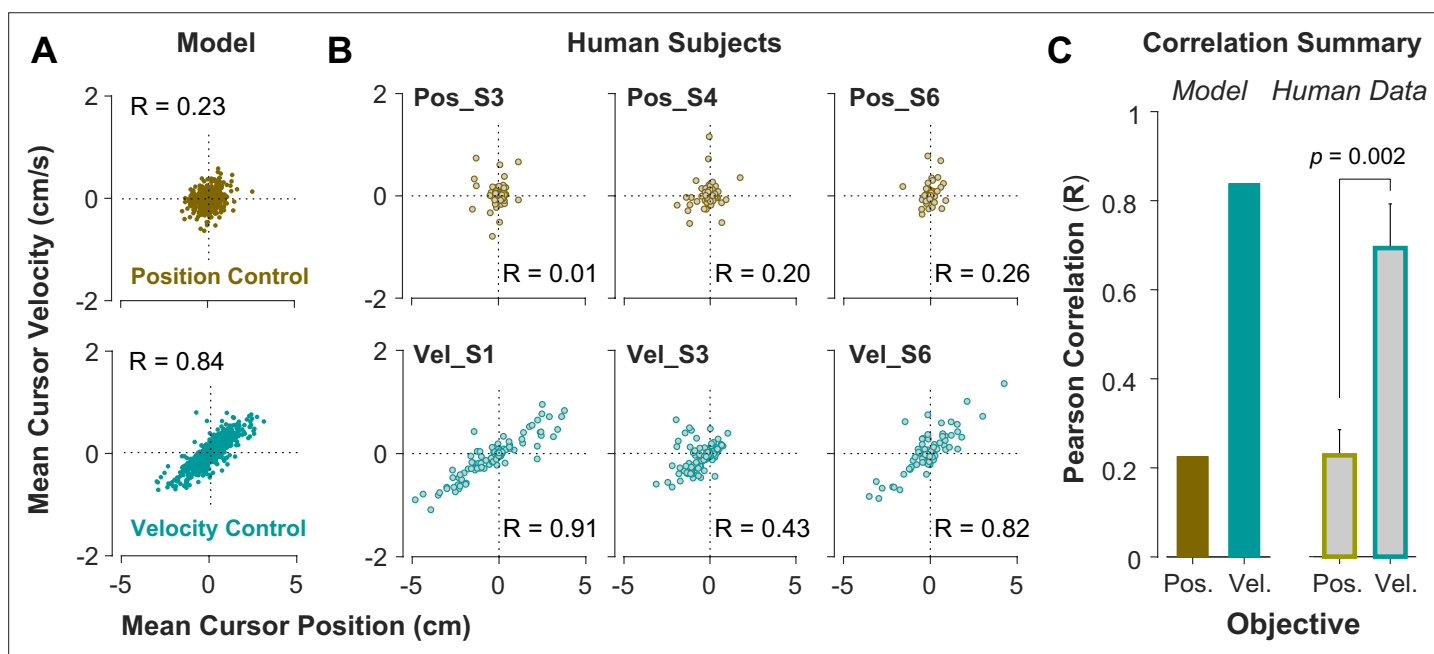 A
Model
B
Human Subjects
C
Correlation Summary
Mean Cursor Velocity (cm/s)
2
0
-2
R = 0.23
Position Control
2
0
-2
R = 0.84
Velocity Control
-5
0
5
2
0
-2
Pos_S3
R = 0.01
Pos_S4
R = 0.20
Pos_S6
R = 0.26
2
0
-2
Vel_S1
R = 0.91
-5
0
5
Vel_S3
R = 0.43
-5
0
5
Vel_S6
R = 0.82
-5
0
5
Mean Cursor Position (cm)
Model
Human Data
Pearson Correlation (R)
1
0.8
0.6
0.4
0.2
0
p = 0.002
Pos.
Vel.
Pos.
Vel.
Objective